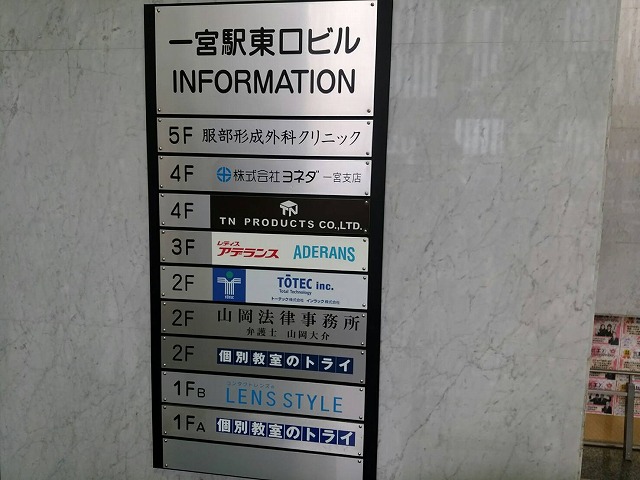 一宮駅東口ビル
INFORMATION
5F 服部形成外科クリニック
4F 株式会社ヨネダ 一宮支店
4F TN
TN PRODUCTS CO.,LTD.
3F レディス アデランス ADERANS
2F TŌTEC inc.
Total Technology
トーテック株式会社 インラック株式会社
2F 山岡法律事務所
弁護士 山岡大介
2F 個別教室のトライ
1FB LENS STYLE
1FA 個別教室のトライ